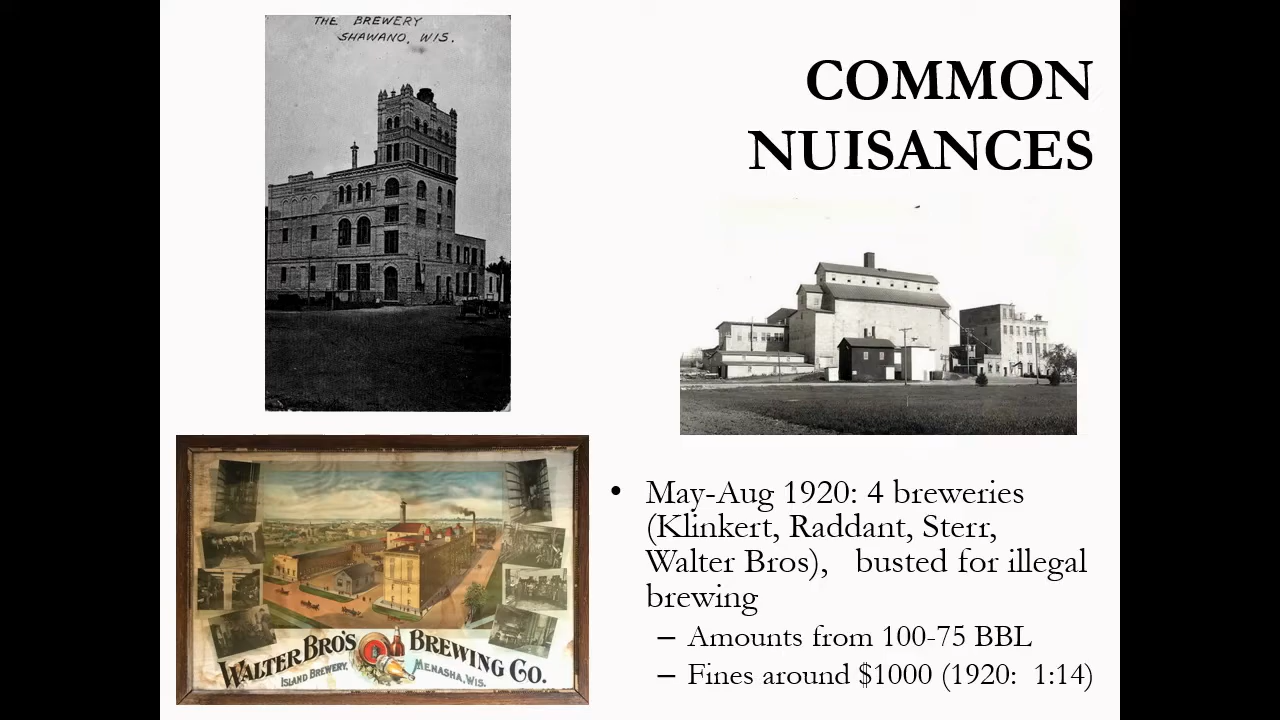 THE BREWERY
SHAWANO, WIS.
COMMON
NUISANCES
WALTER BRO'S BREWING CO.
ISLAND BREWERY, MENASHA, WIS.
• May-Aug 1920: 4 breweries
(Klinkert, Raddant, Sterr,
Walter Bros), busted for illegal
brewing
– Amounts from 100-75 BBL
– Fines around $1000 (1920: 1:14)